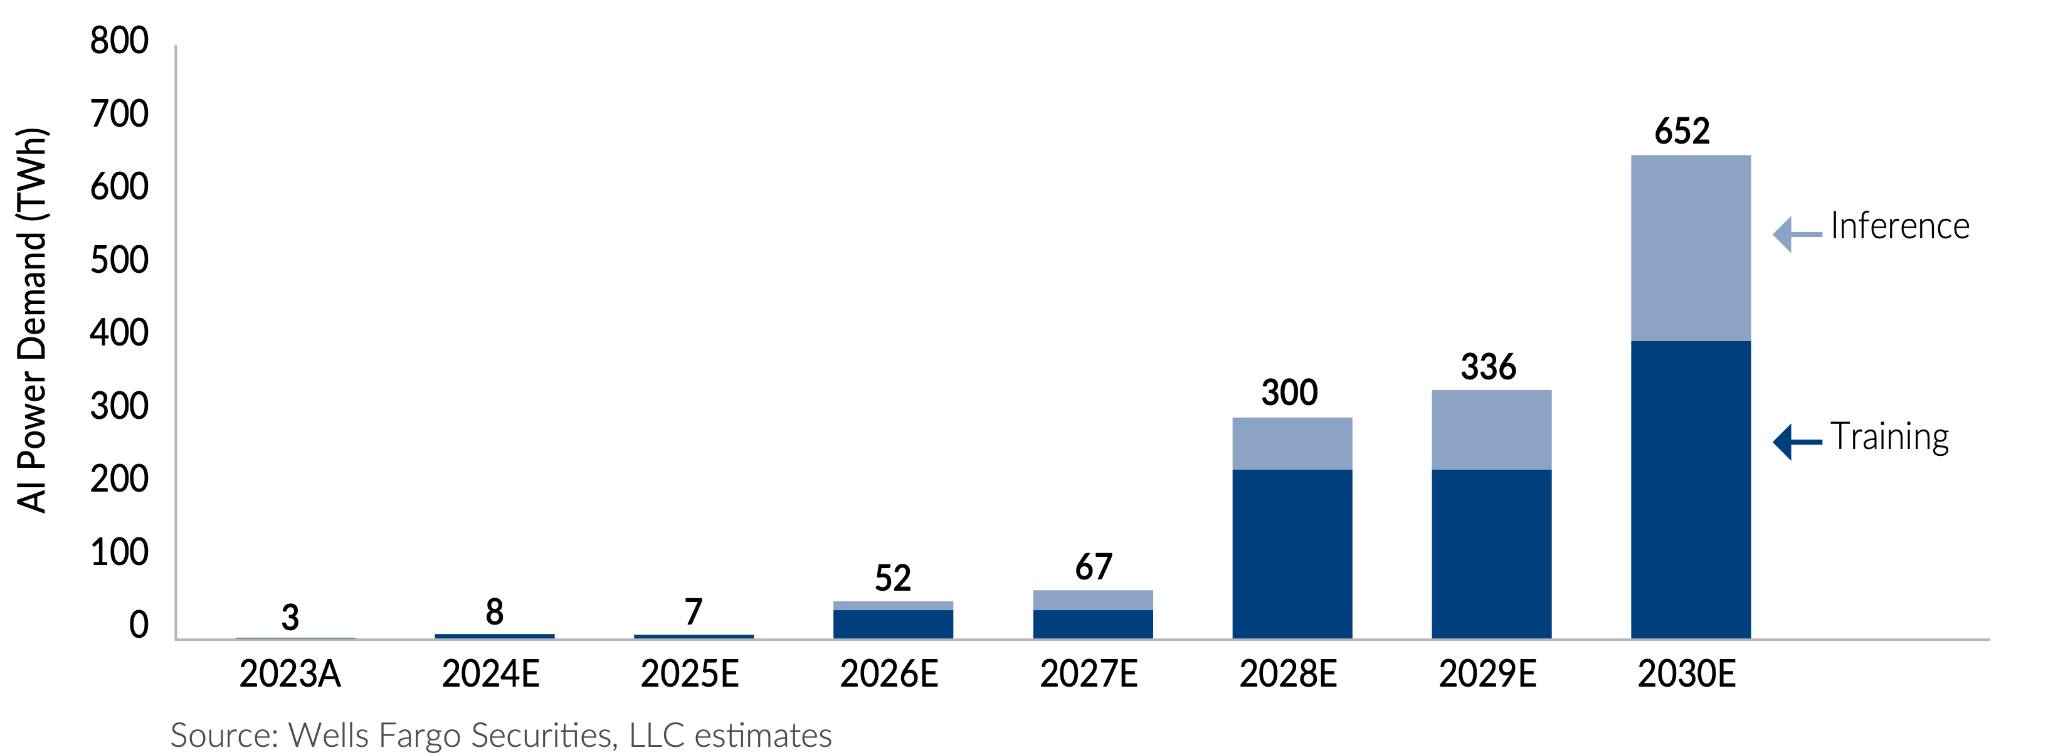 AI Power Demand (TWh)
800
700
600
500
400
300
200
100
0
3
8
7
52
67
300
336
652
Inference
Training
2023A
2024E
2025E
2026E
2027E
2028E
2029E
2030E
Source: Wells Fargo Securities, LLC estimates